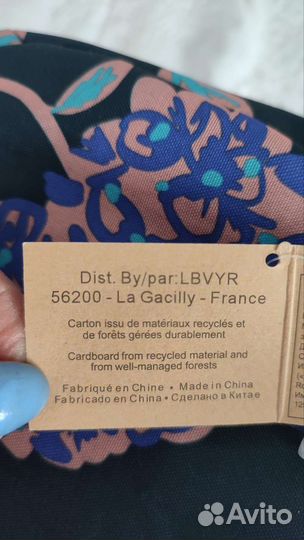 Dist. By/par:LBVYR
56200 - La Gacilly - France
Carton issu de matériaux recyclés et
de forêts gérées durablement
Cardboard from recycled material and
from well-managed forests
Fabriqué en Chine • Made in China
Fabricado en China • Сделано в Китае
Avito